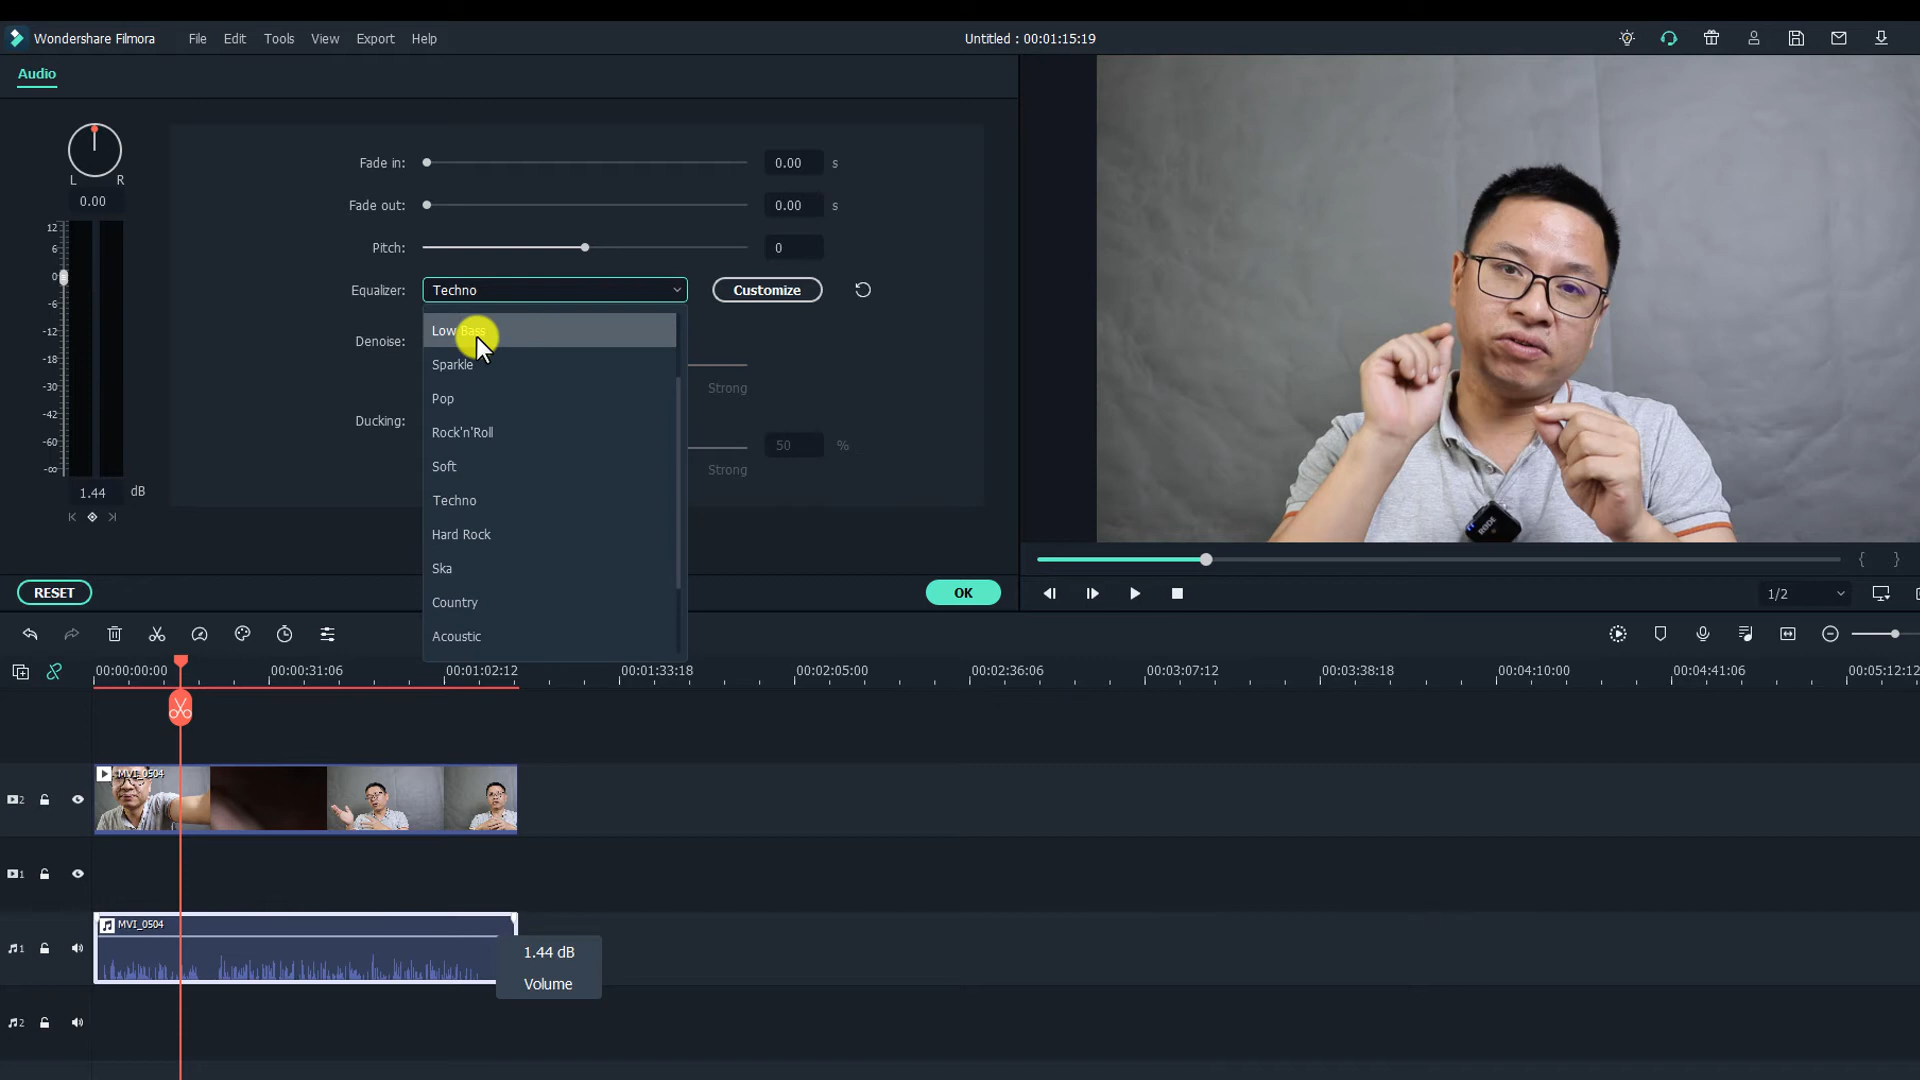 Wondershare Filmora File Edit Tools View Export Help Untitled : 00:01:15:19
Audio
L R
0.00
12
6
0
-6
-12
-18
-30
-42
-60
-∞
1.44 dB
Fade in: 0.00 s
Fade out: 0.00 s
Pitch: 0
Equalizer: Techno Customize
Denoise:
Strong
Ducking:
50 %
Strong
Low Bass
Sparkle
Pop
Rock'n'Roll
Soft
Techno
Hard Rock
Ska
Country
Acoustic
RODE
RESET OK
{ }
1/2
00:00:00:00 00:00:31:06 00:01:02:12 00:01:33:18 00:02:05:00 00:02:36:06 00:03:07:12 00:03:38:18 00:04:10:00 00:04:41:06 00:05:12:12
2 MVI_0504
1
1 MVI_0504
1.44 dB
Volume
2